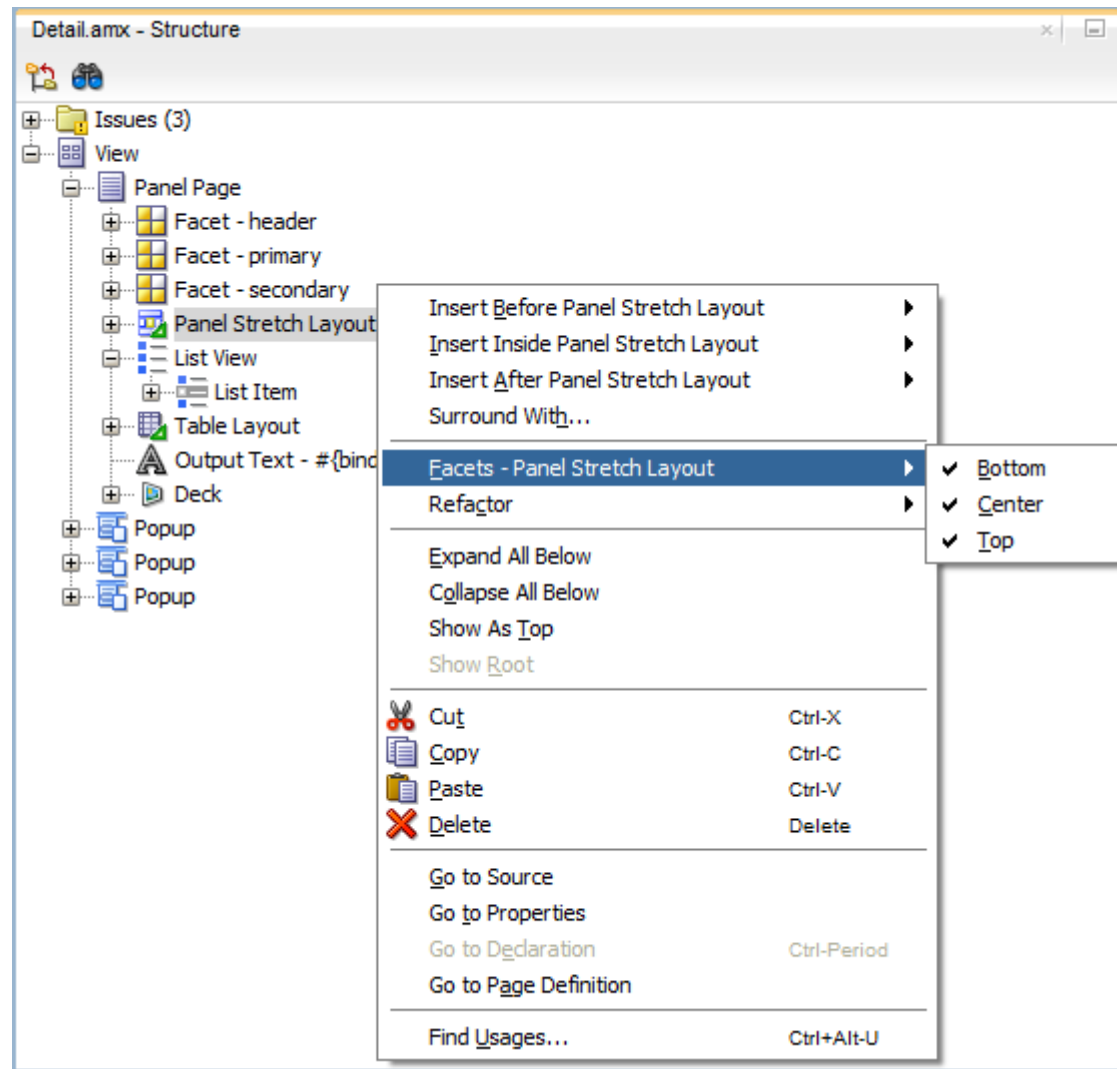 Detail.amx - Structure
Issues (3)
View
Panel Page
Facet - header
Facet - primary
Facet - secondary
Panel Stretch Layout
List View
List Item
Table Layout
Output Text - #{bind
Deck
Popup
Popup
Popup
Insert Before Panel Stretch Layout
Insert Inside Panel Stretch Layout
Insert After Panel Stretch Layout
Surround With...
Facets - Panel Stretch Layout
Refactor
Expand All Below
Collapse All Below
Show As Top
Show Root
Cut Ctrl-X
Copy Ctrl-C
Paste Ctrl-V
Delete Delete
Go to Source
Go to Properties
Go to Declaration Ctrl-Period
Go to Page Definition
Find Usages... Ctrl+Alt-U
Bottom
Center
Top